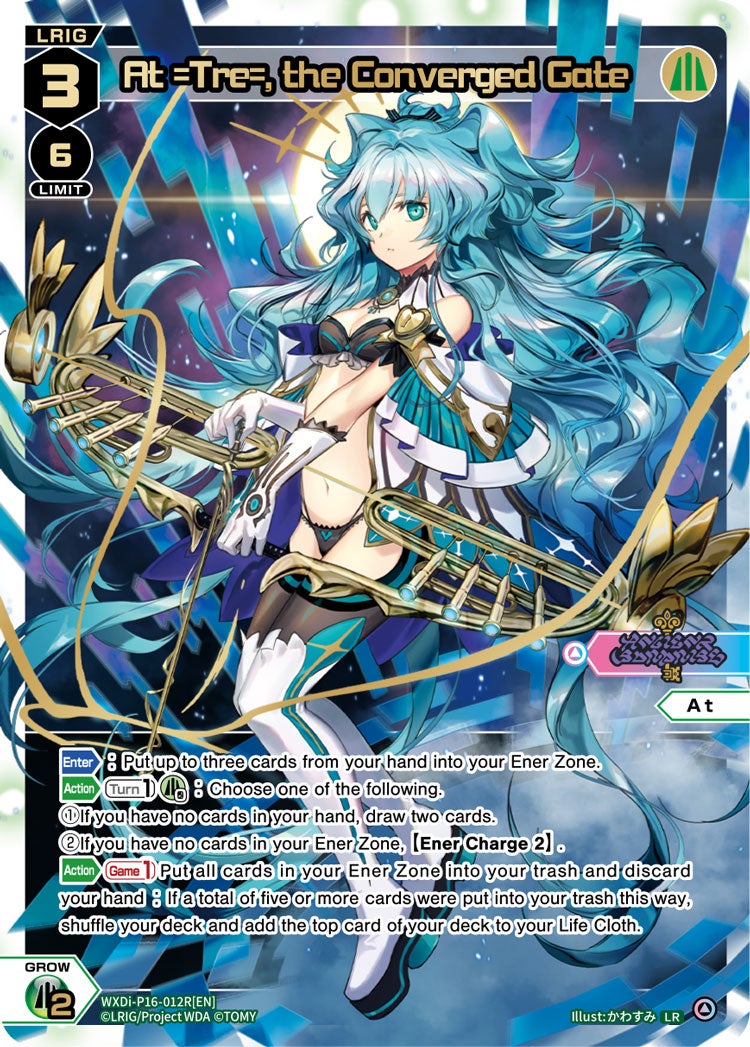 LRIG
3
At =Tre=, the Converged Gate
6
LIMIT
At
Enter : Put up to three cards from your hand into your Ener Zone.
Action Turn 1 0 : Choose one of the following.
①If you have no cards in your hand, draw two cards.
②If you have no cards in your Ener Zone, 【Ener Charge 2】.
Action Game 1 Put all cards in your Ener Zone into your trash and discard
your hand : If a total of five or more cards were put into your trash this way,
shuffle your deck and add the top card of your deck to your Life Cloth.
GROW
2
WXDi-P16-012R[EN]
©LRIG/Project WDA ©TOMY
Illust:かわすみ LR